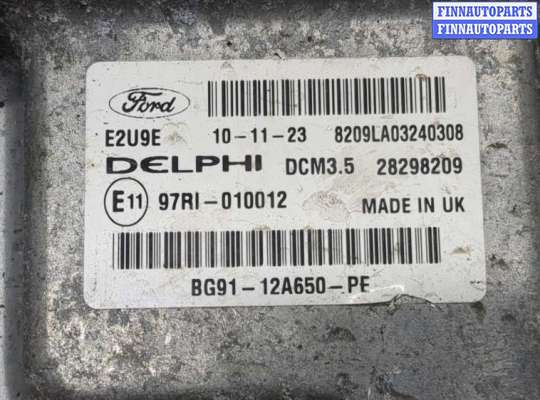 FINNAUTOPARTS
FINNAUTOPARTS
Ford
E2U9E 10-11-23 8209LA03240308
DELPHI DCM3.5 28298209
E11 97RI-010012 MADE IN UK
BG91-12A650-PE